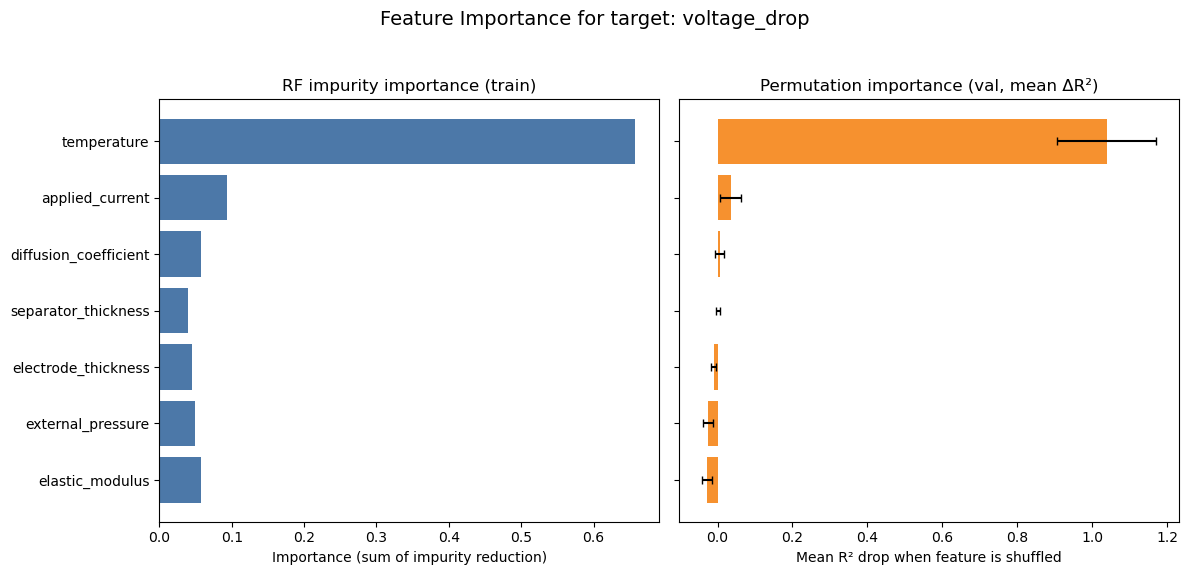 Feature Importance for target: voltage_drop
RF impurity importance (train)
temperature
applied_current
diffusion_coefficient
separator_thickness
electrode_thickness
external_pressure
elastic_modulus
0.0 0.1 0.2 0.3 0.4 0.5 0.6
Importance (sum of impurity reduction)
Permutation importance (val, mean ΔR²)
0.0 0.2 0.4 0.6 0.8 1.0 1.2
Mean R² drop when feature is shuffled